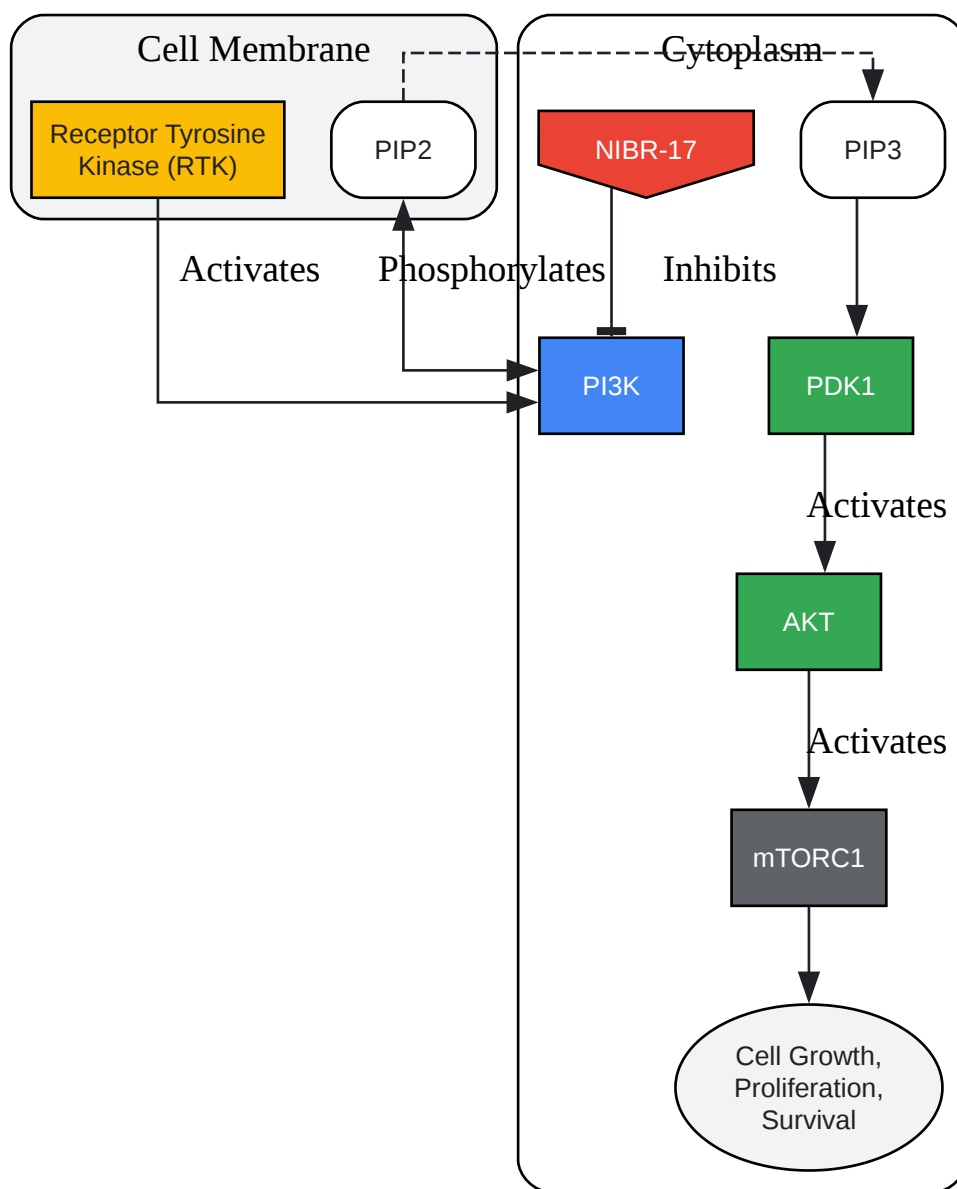 Cell Membrane
Cytoplasm
Receptor Tyrosine
Kinase (RTK)
PIP2
NIBR-17
PIP3
Activates
Phosphorylates
Inhibits
PI3K
PDK1
Activates
AKT
Activates
mTORC1
Cell Growth,
Proliferation,
Survival